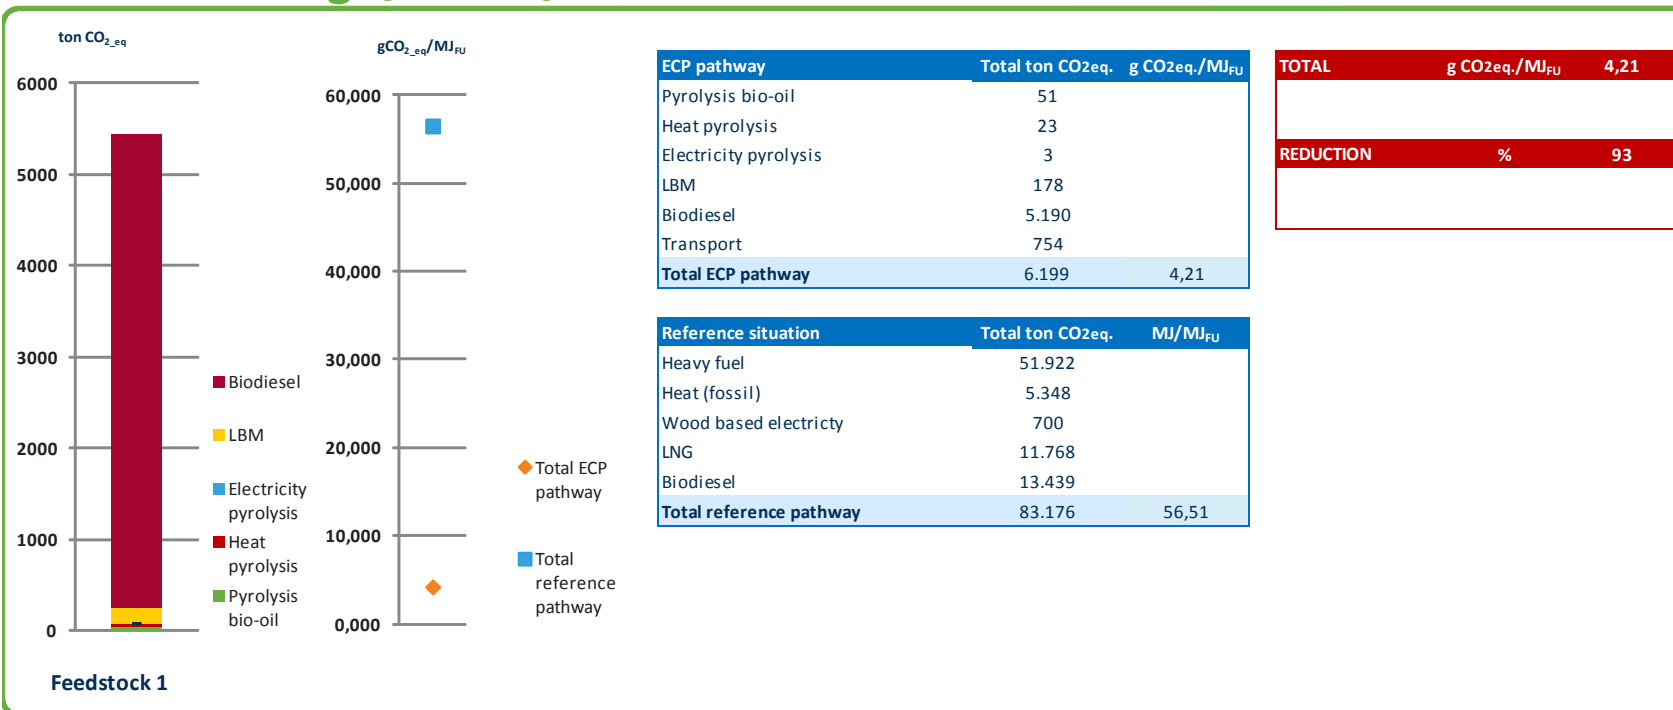 ton CO2_eq
6000
5000
4000
3000
2000
1000
0
Feedstock 1
Biodiesel
LBM
Electricity
pyrolysis
Heat
pyrolysis
Pyrolysis
bio-oil
gCO2_eq/MJFU
60,000
50,000
40,000
30,000
20,000
10,000
0,000
Total ECP
pathway
Total
reference
pathway
ECP pathway Total ton CO2eq. g CO2eq./MJFU
Pyrolysis bio-oil 51
Heat pyrolysis 23
Electricity pyrolysis 3
LBM 178
Biodiesel 5.190
Transport 754
Total ECP pathway 6.199 4,21
Reference situation Total ton CO2eq. MJ/MJFU
Heavy fuel 51.922
Heat (fossil) 5.348
Wood based electricty 700
LNG 11.768
Biodiesel 13.439
Total reference pathway 83.176 56,51
TOTAL g CO2eq./MJFU 4,21
REDUCTION % 93